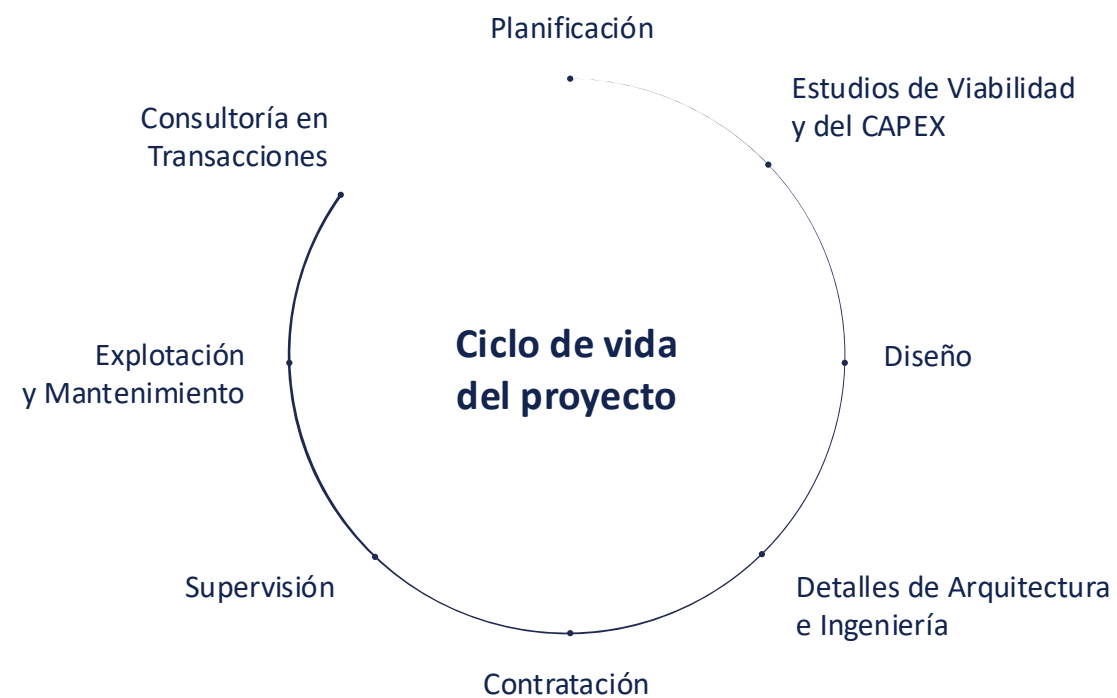 Planificación
Estudios de Viabilidad
y del CAPEX
Diseño
Detalles de Arquitectura
e Ingeniería
Contratación
Supervisión
Explotación
y Mantenimiento
Consultoría en
Transacciones
Ciclo de vida
del proyecto